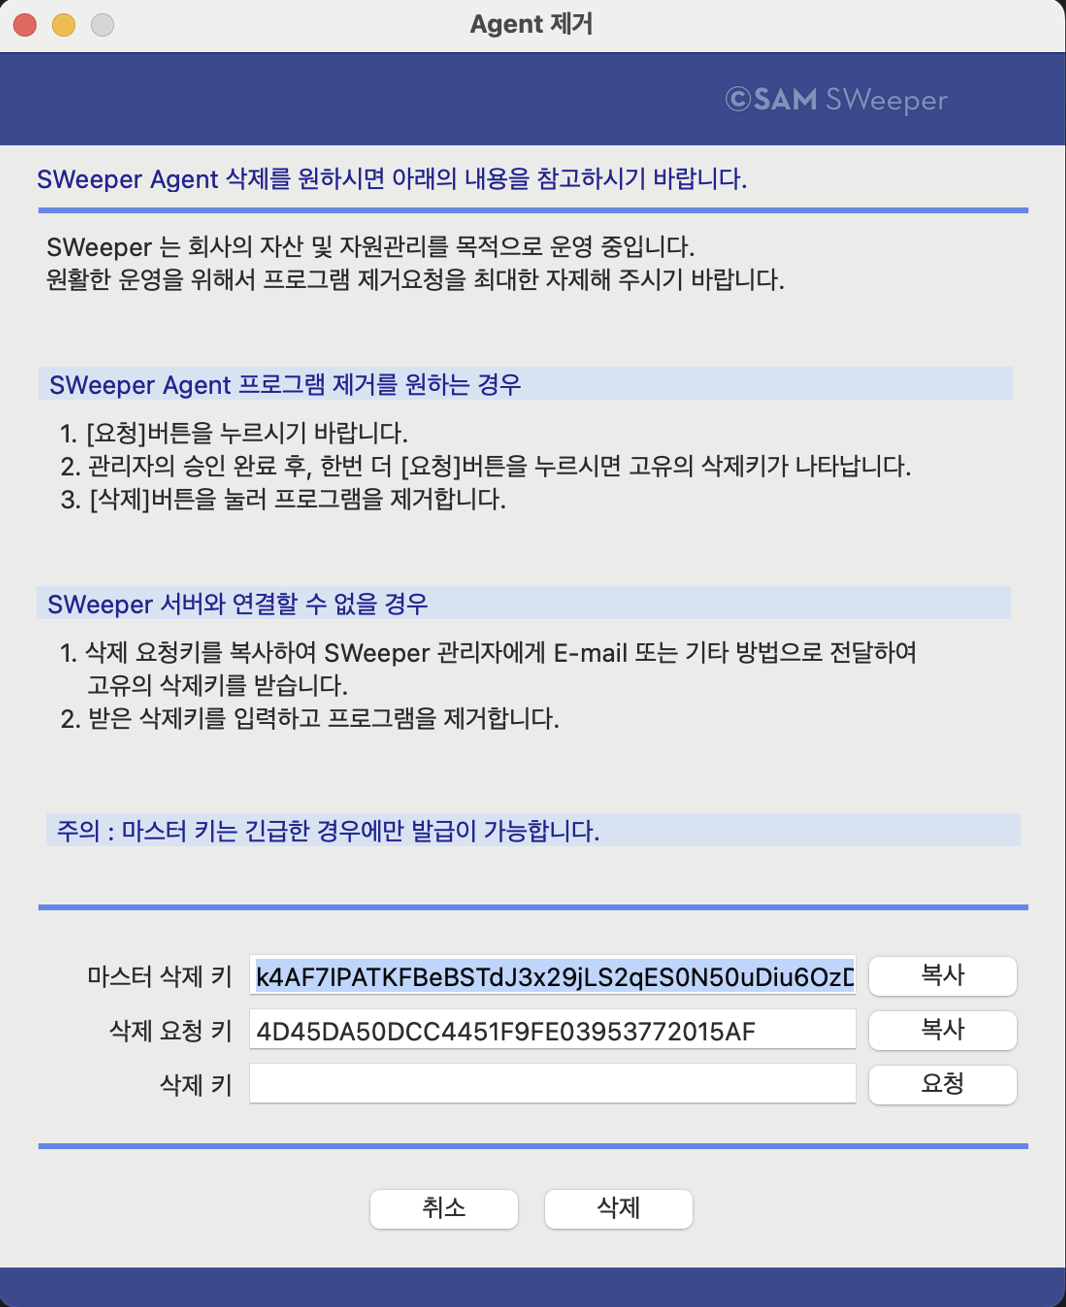 Agent 제거
©SAM SWeeper
SWeeper Agent 삭제를 원하시면 아래의 내용을 참고하시기 바랍니다.
SWeeper 는 회사의 자산 및 자원관리를 목적으로 운영 중입니다.
원활한 운영을 위해서 프로그램 제거요청을 최대한 자제해 주시기 바랍니다.
SWeeper Agent 프로그램 제거를 원하는 경우
1. [요청]버튼을 누르시기 바랍니다.
2. 관리자의 승인 완료 후, 한번 더 [요청]버튼을 누르시면 고유의 삭제키가 나타납니다.
3. [삭제]버튼을 눌러 프로그램을 제거합니다.
SWeeper 서버와 연결할 수 없을 경우
1. 삭제 요청키를 복사하여 SWeeper 관리자에게 E-mail 또는 기타 방법으로 전달하여
고유의 삭제키를 받습니다.
2. 받은 삭제키를 입력하고 프로그램을 제거합니다.
주의 : 마스터 키는 긴급한 경우에만 발급이 가능합니다.
마스터 삭제 키 k4AF7IPATKFBeBSTdJ3x29jLS2qES0N50uDiu6OzD 복사
삭제 요청 키 4D45DA50DCC4451F9FE03953772015AF 복사
삭제 키 요청
취소 삭제